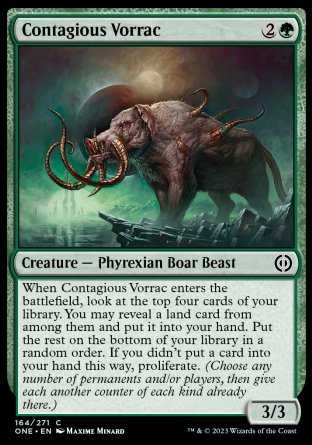 Contagious Vorrac 2
Creature — Phyrexian Boar Beast
When Contagious Vorrac enters the
battlefield, look at the top four cards of your
library. You may reveal a land card from
among them and put it into your hand. Put
the rest on the bottom of your library in a
random order. If you didn't put a card into
your hand this way, proliferate. (Choose any
number of permanents and/or players, then give
each another counter of each kind already
there.)
3/3
164/271 C
ONE • EN Maxime Minard
™ & © 2023 Wizards of the Coast